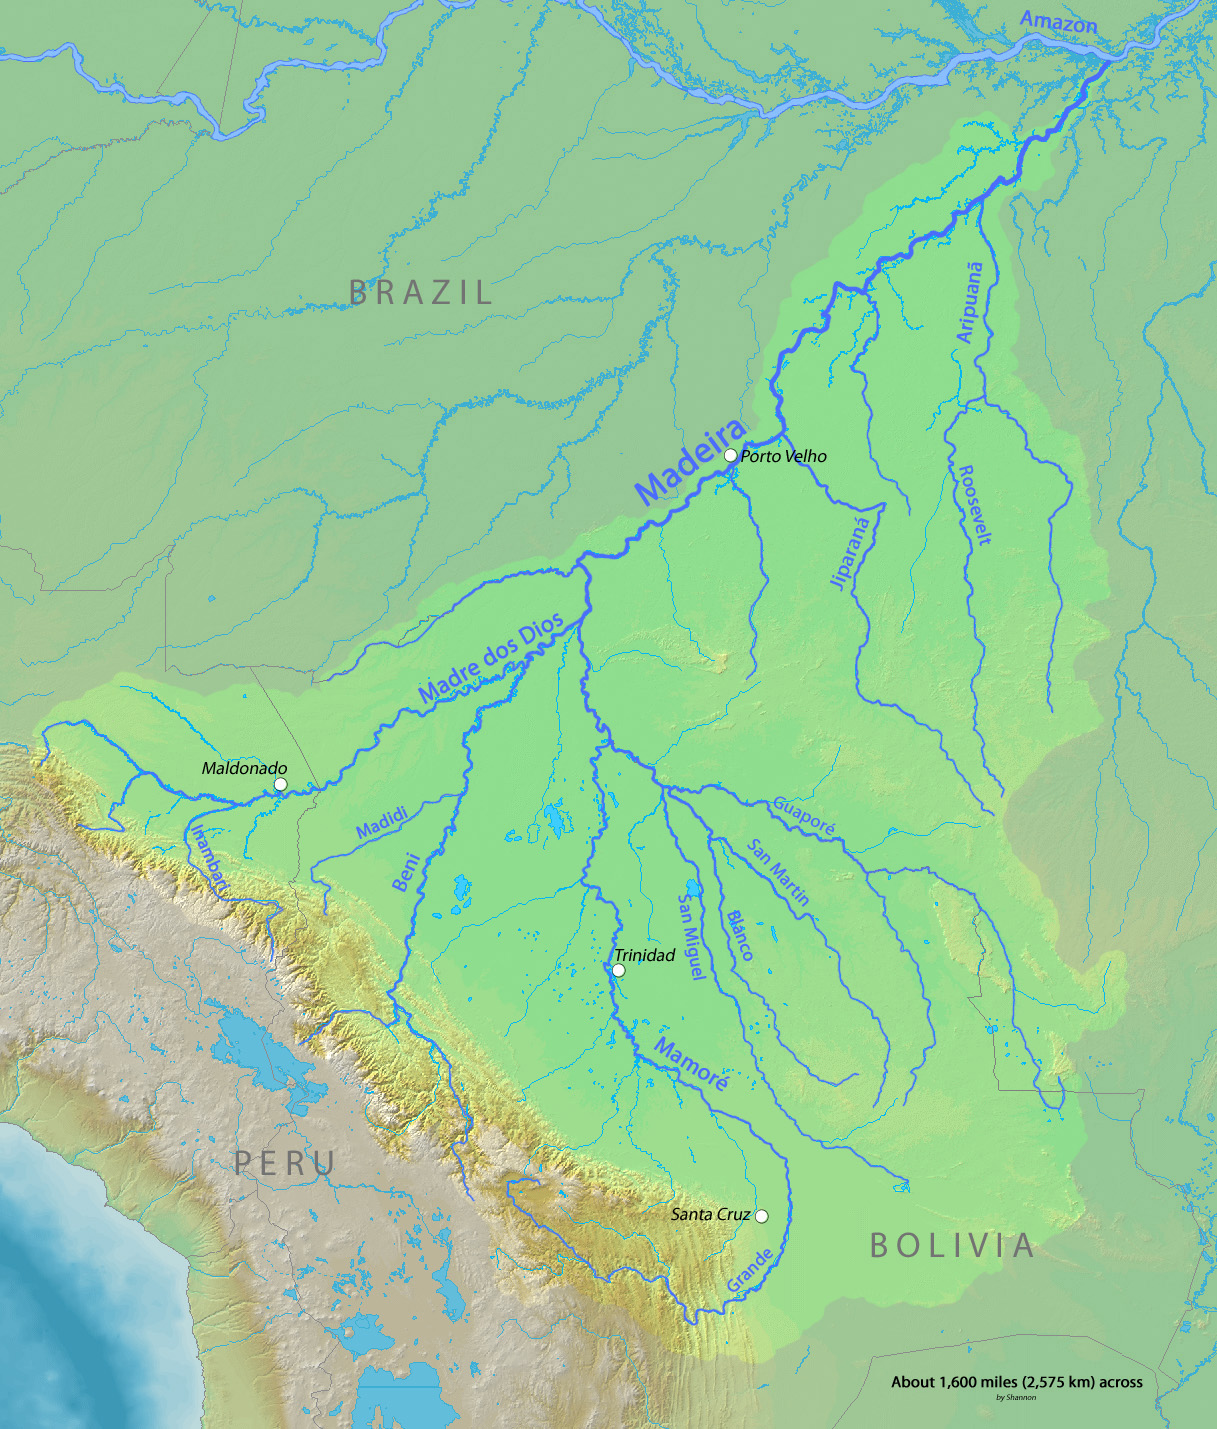 Amazon
BRAZIL
Aripuanã
Madeira
Porto Velho
Roosevelt
Jiparaná
Madre dos Dios
Maldonado
Guaporé
Madidi
San Martin
Inambari
Beni
San Miguel
Blánco
Trinidad
Mamoré
PERU
Santa Cruz
BOLIVIA
Grande
About 1,600 miles (2,575 km) across
by Shannon